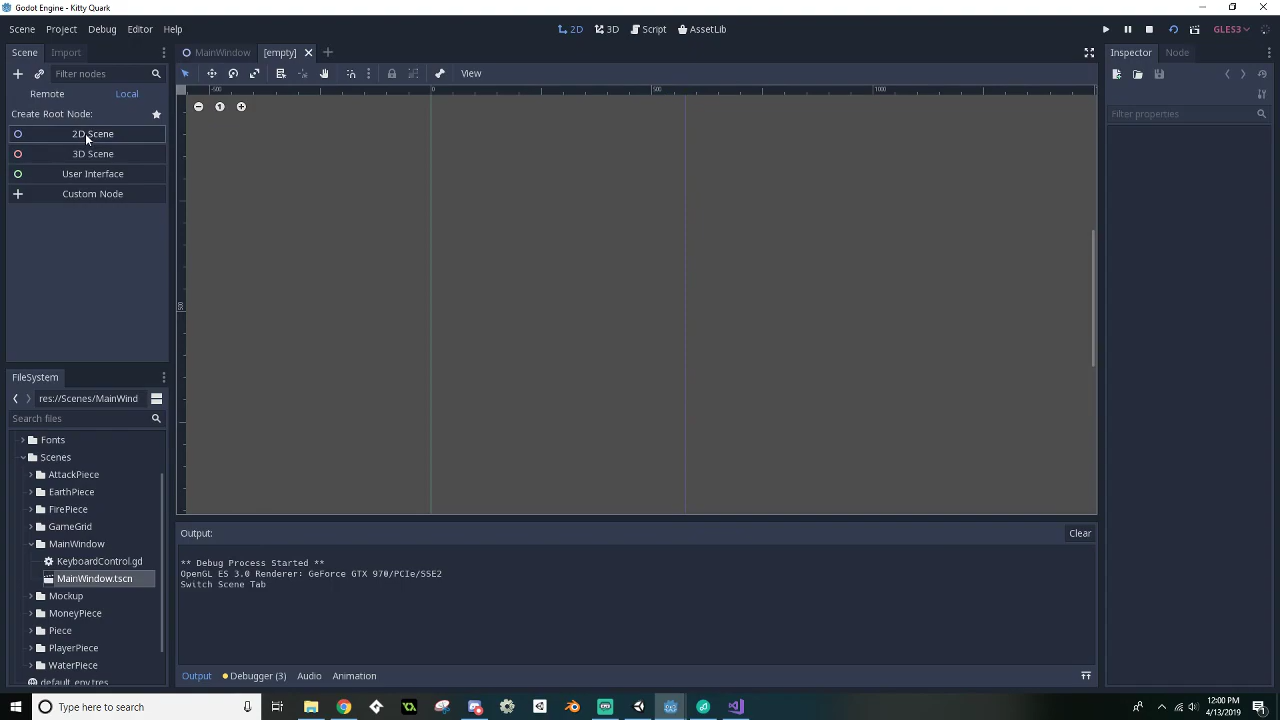 Godot Engine - Kitty Quark
Scene Project Debug Editor Help
2D 3D Script AssetLib
GLES3
Scene Import
MainWindow [empty]
Inspector Node
Filter nodes
View
Remote Local
Create Root Node:
2D Scene
3D Scene
User Interface
Custom Node
-500 0 500 1000
500
Filter properties
FileSystem
res://Scenes/MainWind
Search files
Fonts
Scenes
AttackPiece
EarthPiece
FirePiece
GameGrid
MainWindow
KeyboardControl.gd
MainWindow.tscn
Mockup
MoneyPiece
Piece
PlayerPiece
WaterPiece
default_env.tres
Output:
Clear
** Debug Process Started **
OpenGL ES 3.0 Renderer: GeForce GTX 970/PCIe/SSE2
Switch Scene Tab
Output Debugger (3) Audio Animation
Type here to search
12:00 PM
4/13/2019